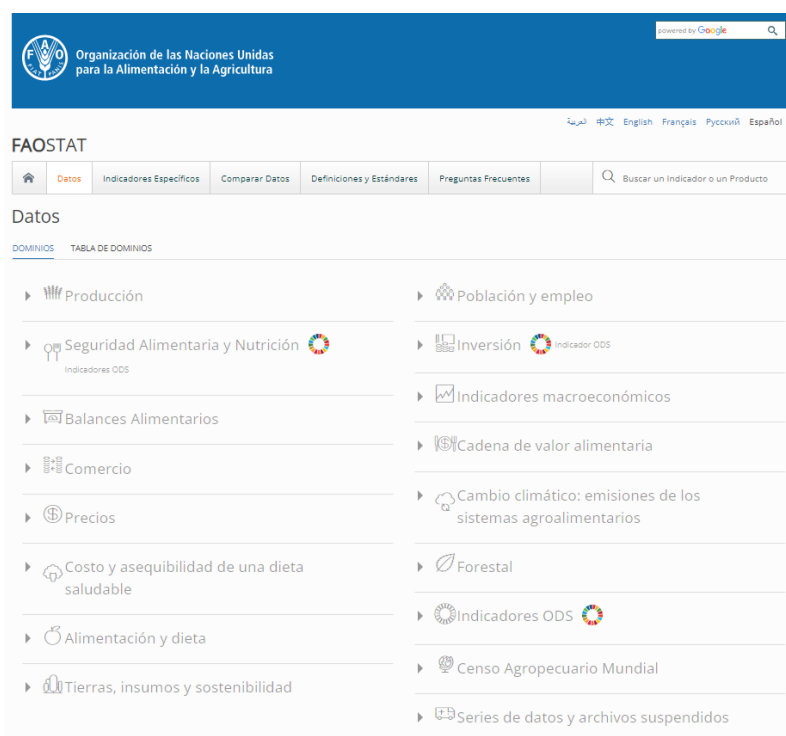 powered by Google
FAO
FIAT PANIS
Organización de las Naciones Unidas
para la Alimentación y la Agricultura
العربية 中文 English Français Русский Español
FAOSTAT
Datos Indicadores Específicos Comparar Datos Definiciones y Estándares Preguntas Frecuentes Buscar un Indicador o un Producto
Datos
DOMINIOS TABLA DE DOMINIOS
Producción
Seguridad Alimentaria y Nutrición
Indicadores ODS
Balances Alimentarios
Comercio
Precios
Costo y asequibilidad de una dieta
saludable
Alimentación y dieta
Tierras, insumos y sostenibilidad
Población y empleo
Inversión Indicador ODS
Indicadores macroeconómicos
Cadena de valor alimentaria
Cambio climático: emisiones de los
sistemas agroalimentarios
Forestal
Indicadores ODS
Censo Agropecuario Mundial
Series de datos y archivos suspendidos